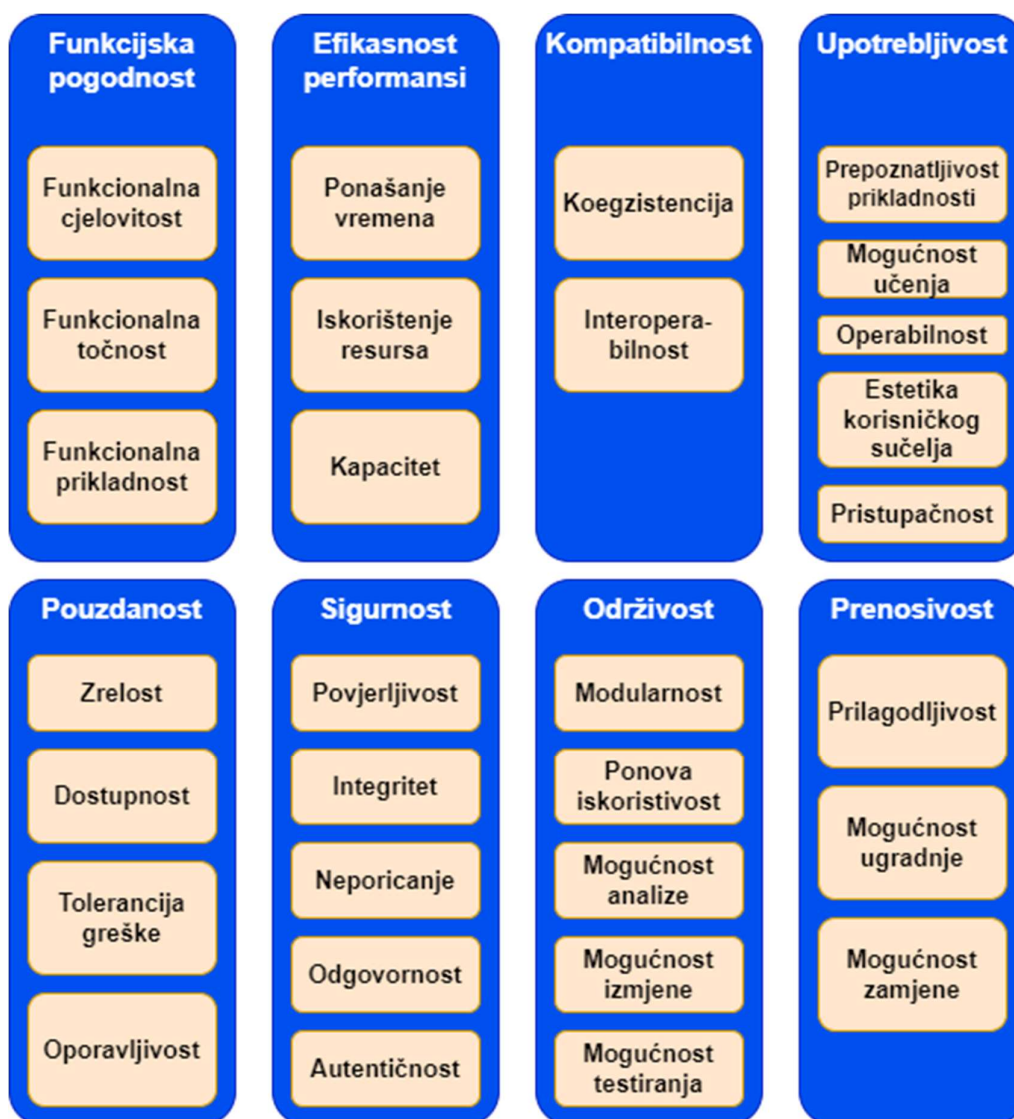 Funkcijska
pogodnost
Funkcionalna
cjelovitost
Funkcionalna
točnost
Funkcionalna
prikladnost
Efikasnost
performansi
Ponašanje
vremena
Iskorištenje
resursa
Kapacitet
Kompatibilnost
Koegzistencija
Interopera-
bilnost
Upotrebljivost
Prepoznatljivost
prikladnosti
Mogućnost
učenja
Operabilnost
Estetika
korisničkog
sučelja
Pristupačnost
Pouzdanost
Zrelost
Dostupnost
Tolerancija
greške
Oporavljivost
Sigurnost
Povjerljivost
Integritet
Neporicanje
Odgovornost
Autentičnost
Održivost
Modularnost
Ponova
iskoristivost
Mogućnost
analize
Mogućnost
izmjene
Mogućnost
testiranja
Prenosivost
Prilagodljivost
Mogućnost
ugradnje
Mogućnost
zamjene